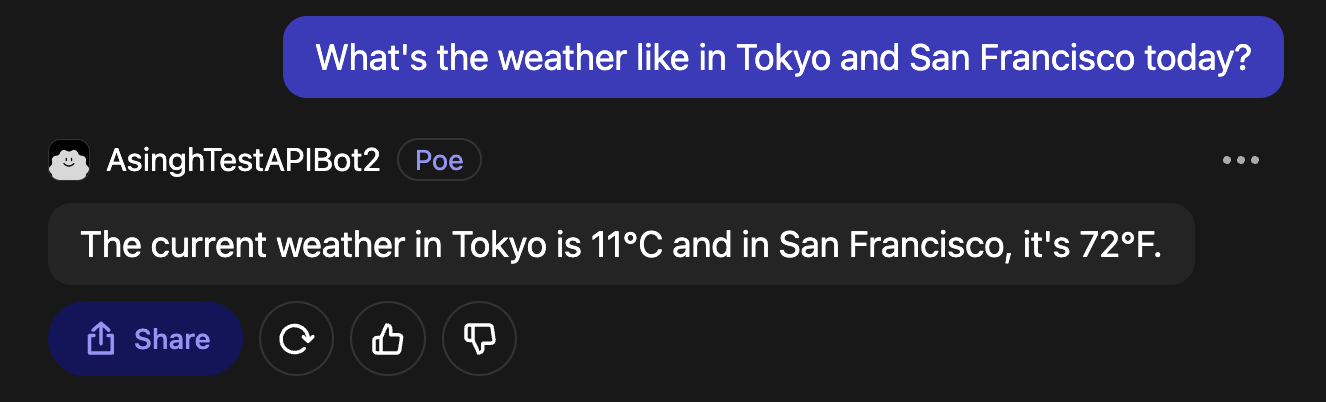 What's the weather like in Tokyo and San Francisco today?
AsinghTestAPIBot2 Poe
The current weather in Tokyo is 11°C and in San Francisco, it's 72°F.
Share